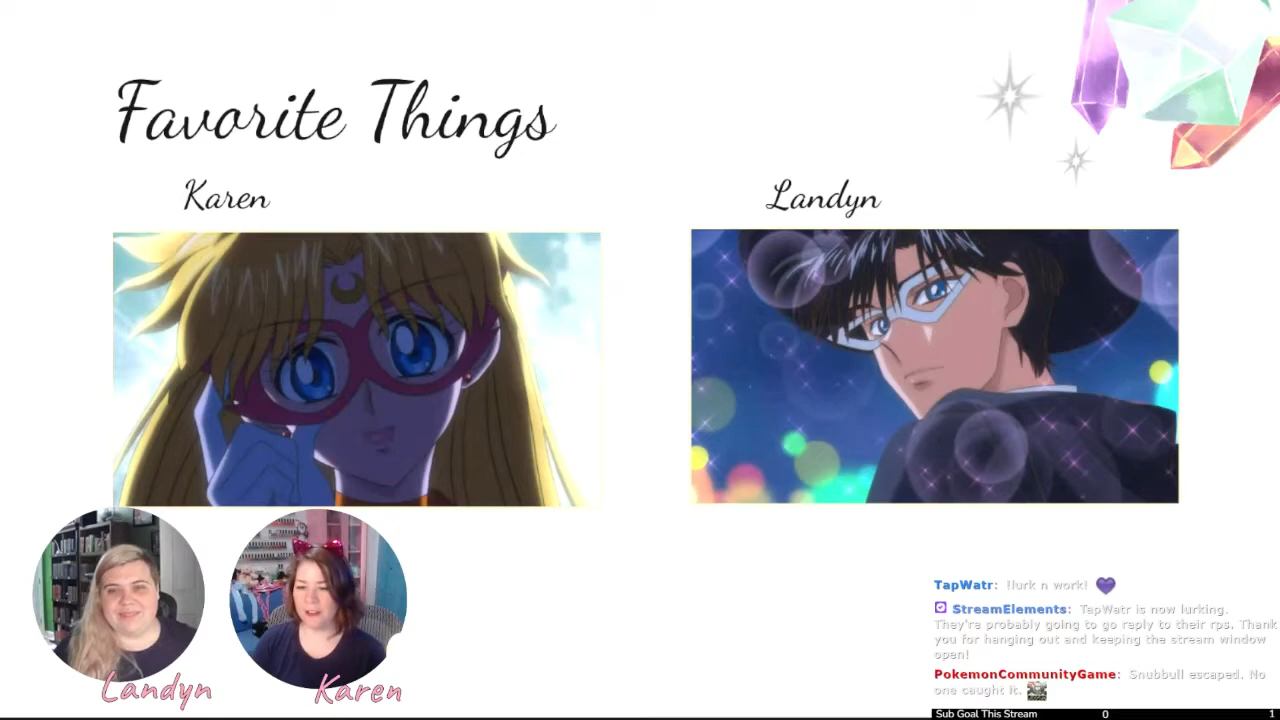 Favorite Things
Karen
Landyn
Landyn
Karen
TapWatr: !lurk n work!
StreamElements: TapWatr is now lurking.
They're probably going to go reply to their rps. Thank
you for hanging out and keeping the stream window
open!
PokemonCommunityGame: Snubbull escaped. No
one caught it.
Sub Goal This Stream 0 1